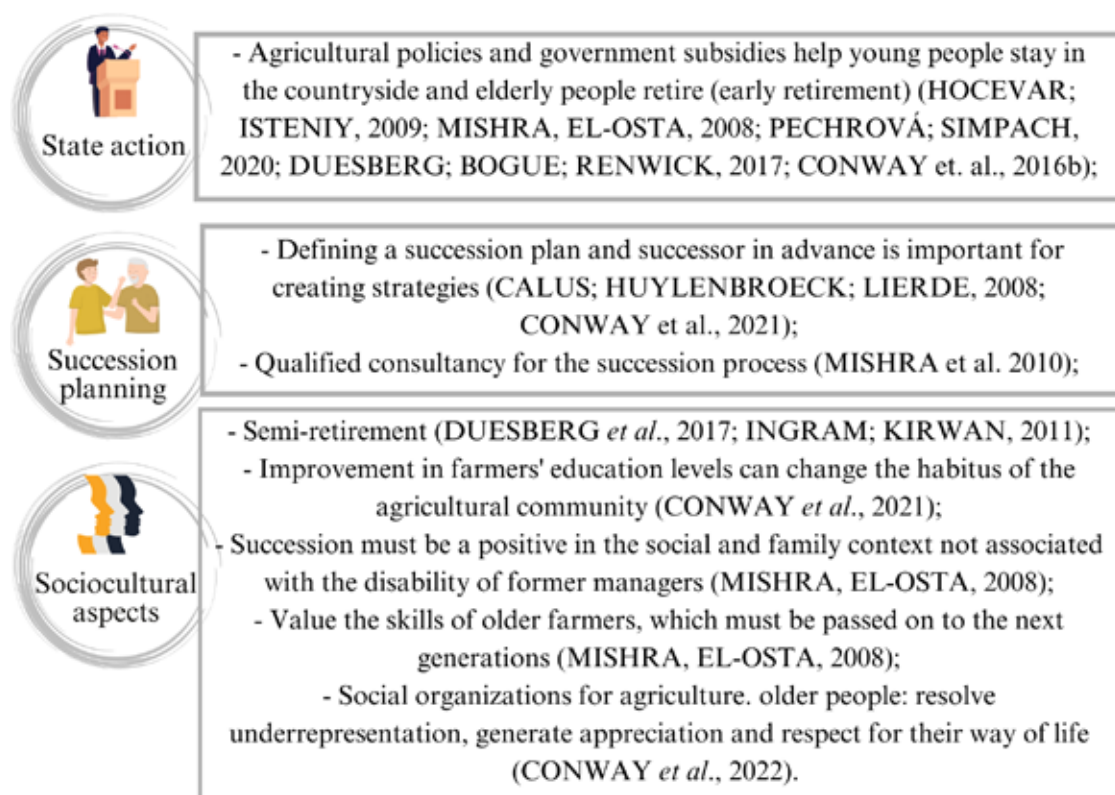 State action
- Agricultural policies and government subsidies help young people stay in
the countryside and elderly people retire (early retirement) (HOCEVAR;
ISTENIY, 2009; MISHRA, EL-OSTA, 2008; PECHROVÁ; SIMPACH,
2020; DUESBERG; BOGUE; RENWICK, 2017; CONWAY et. al., 2016b);
Succession
planning
- Defining a succession plan and successor in advance is important for
creating strategies (CALUS; HUYLENBROECK; LIERDE, 2008;
CONWAY et al., 2021);
- Qualified consultancy for the succession process (MISHRA et al. 2010);
Sociocultural
aspects
- Semi-retirement (DUESBERG et al., 2017; INGRAM; KIRWAN, 2011);
- Improvement in farmers' education levels can change the habitus of the
agricultural community (CONWAY et al., 2021);
- Succession must be a positive in the social and family context not associated
with the disability of former managers (MISHRA, EL-OSTA, 2008);
- Value the skills of older farmers, which must be passed on to the next
generations (MISHRA, EL-OSTA, 2008);
- Social organizations for agriculture. older people: resolve
underrepresentation, generate appreciation and respect for their way of life
(CONWAY et al., 2022).